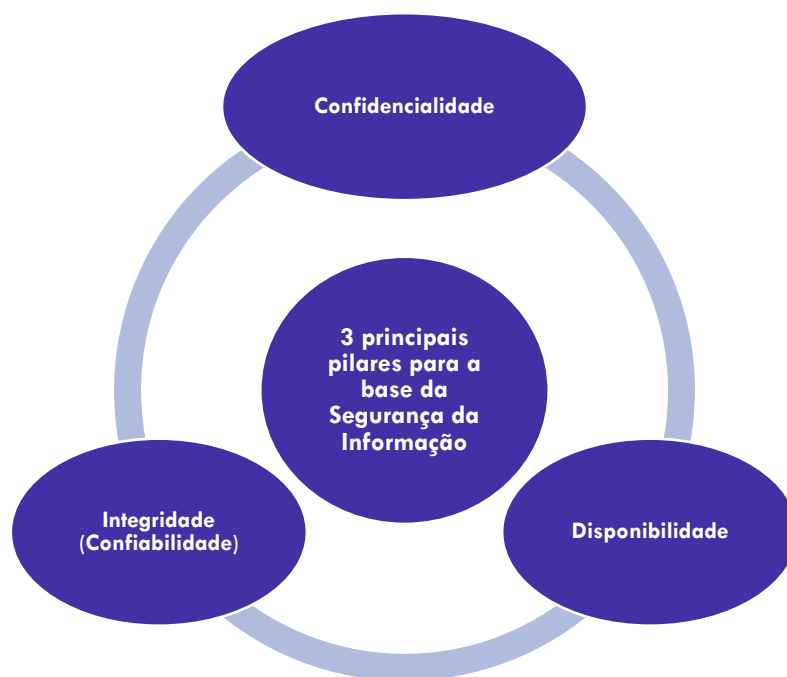 Confidencialidade
3 principais
pilares para a
base da
Segurança da
Informação
Integridade
(Confiabilidade)
Disponibilidade